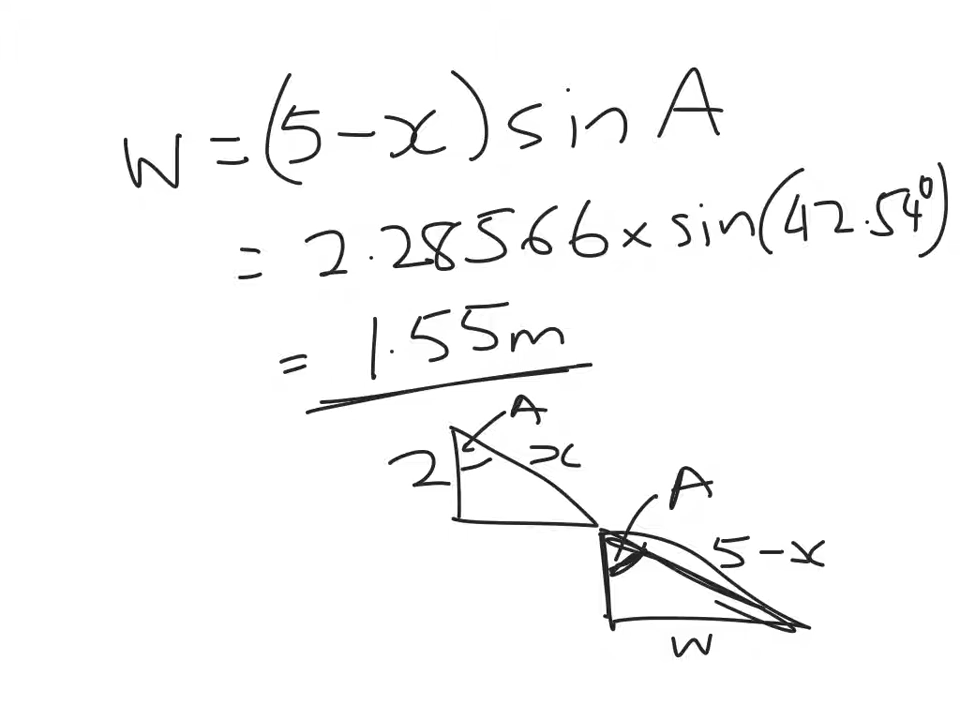 W = (5-x) sin A
= 2.28566 × sin(42.54°)
= 1.55m
A
2
x
A
5-x
W